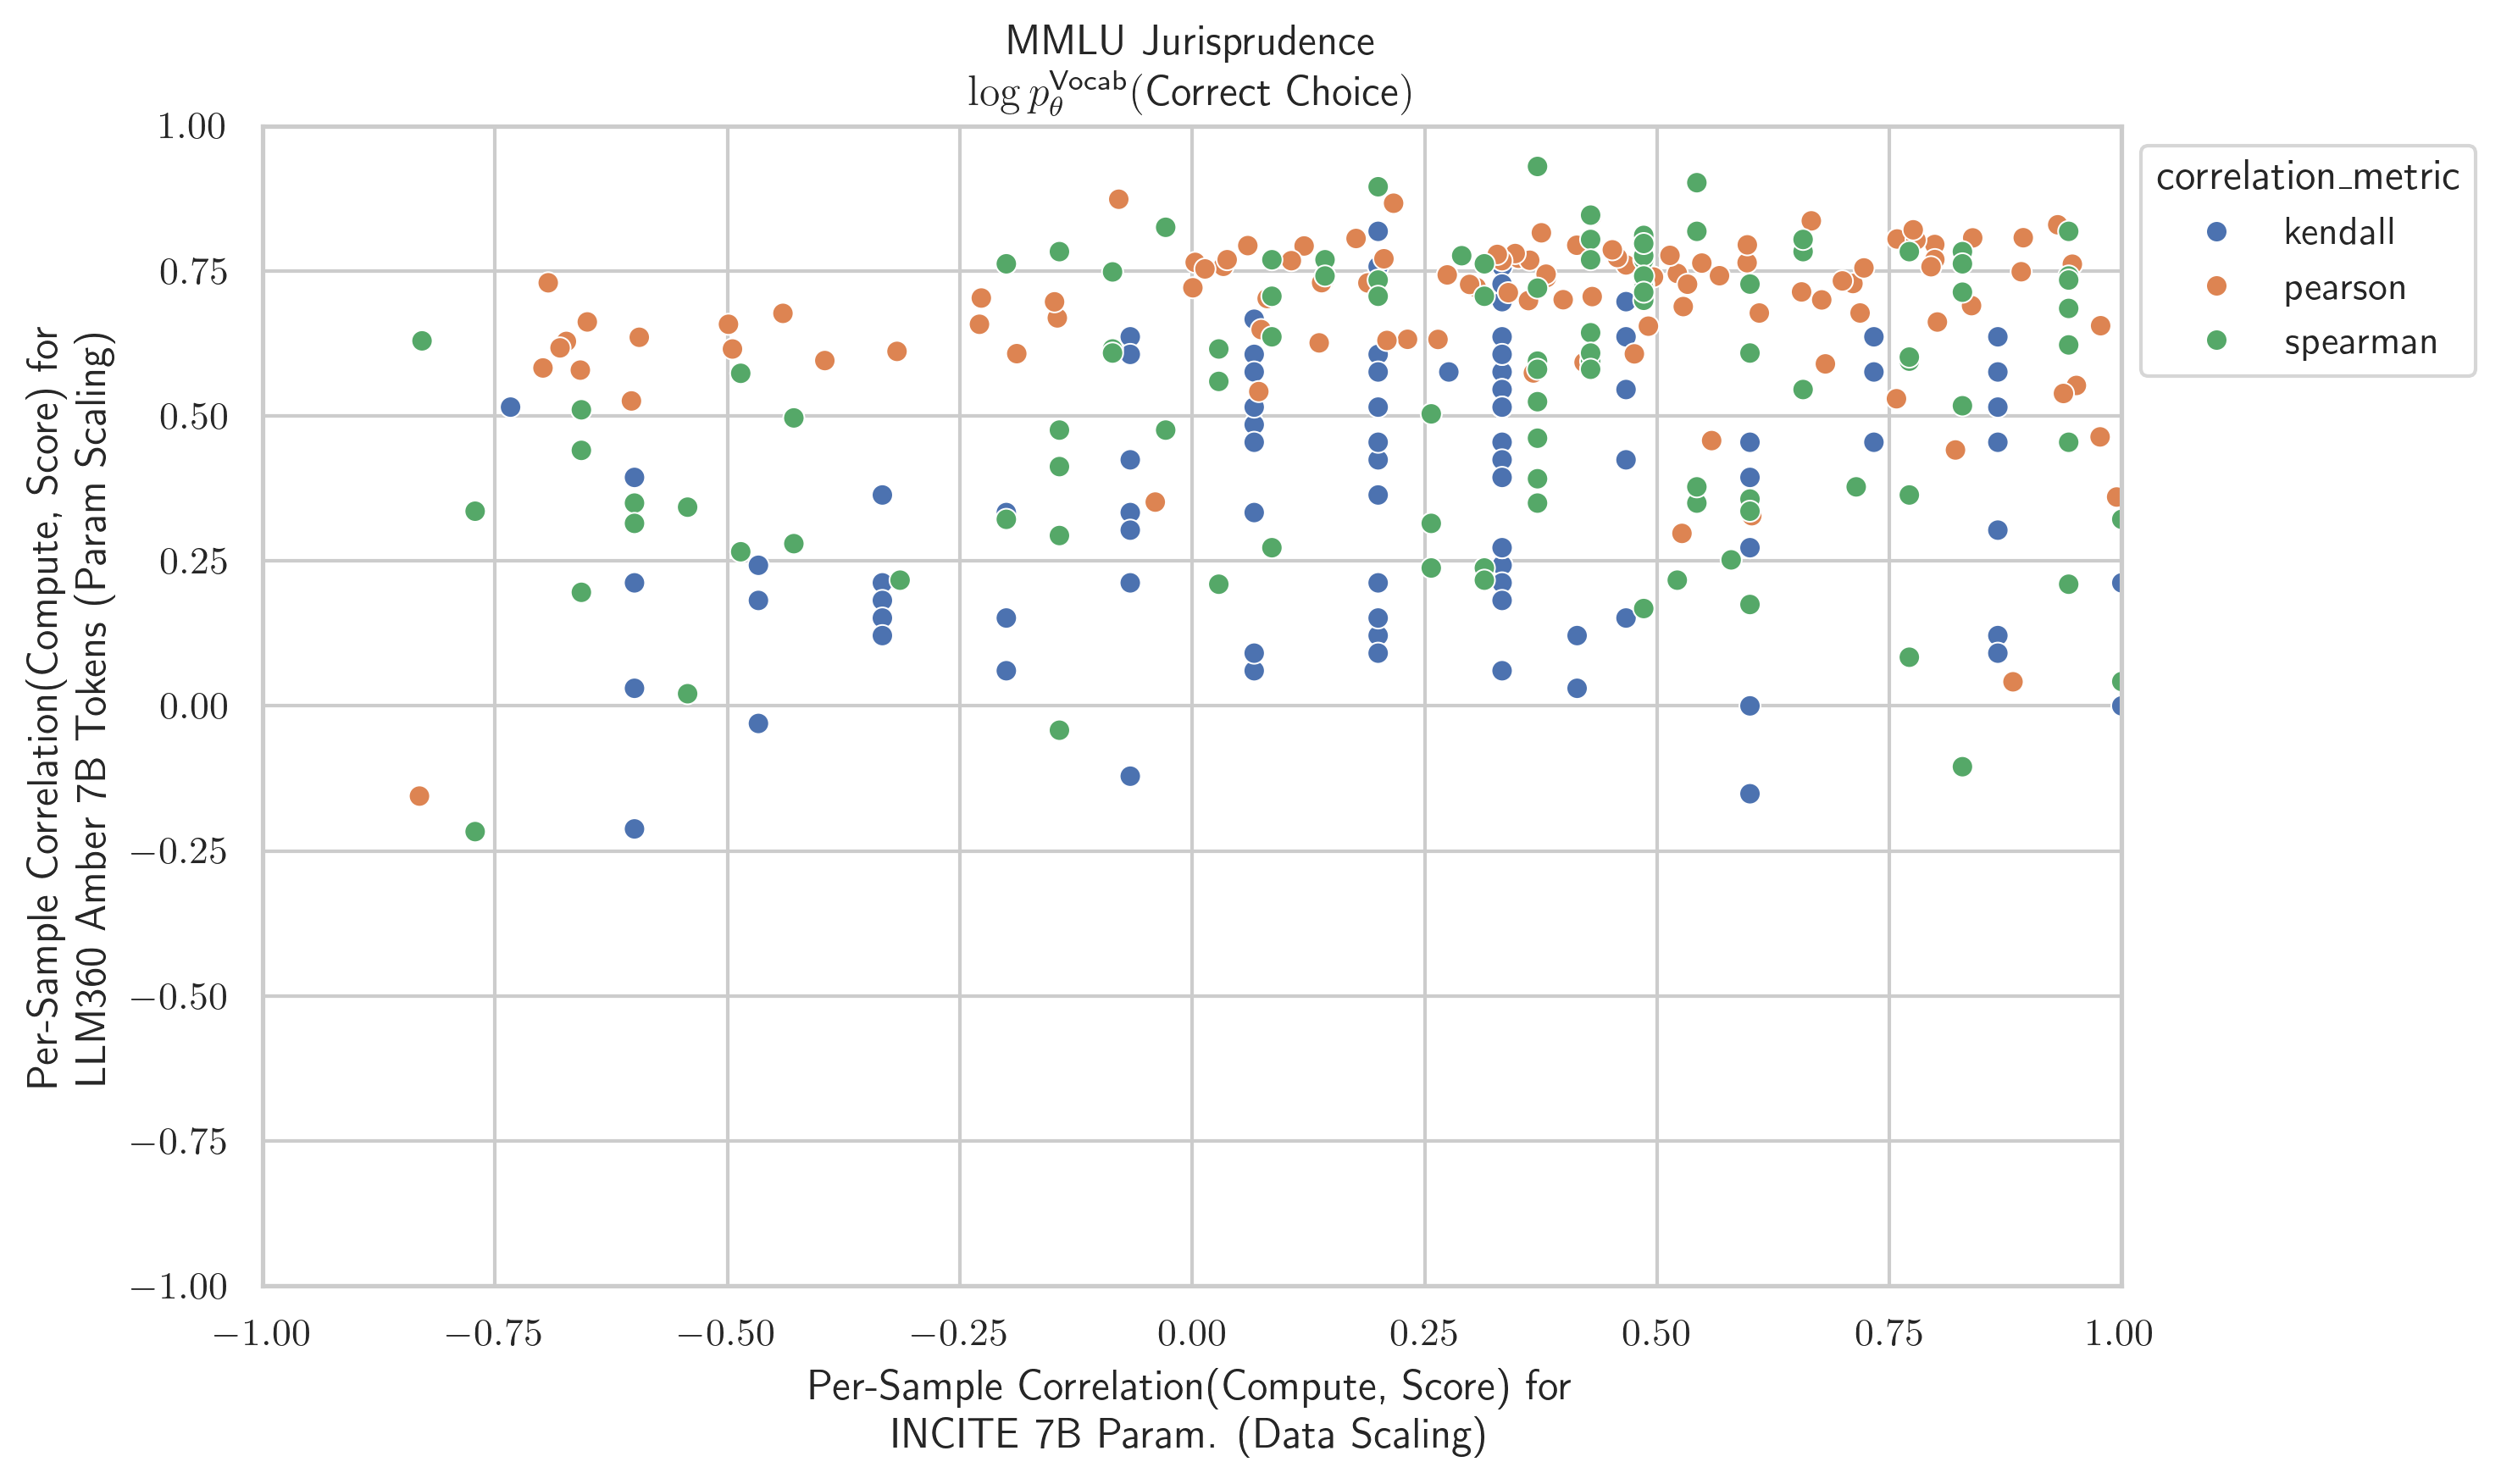 MMLU Jurisprudence
log p_θ^Vocab(Correct Choice)
1.00
0.75
0.50
0.25
0.00
−0.25
−0.50
−0.75
−1.00
Per-Sample Correlation(Compute, Score) for
LLM360 Amber 7B Tokens (Param Scaling)
−1.00
−0.75
−0.50
−0.25
0.00
0.25
0.50
0.75
1.00
Per-Sample Correlation(Compute, Score) for
INCITE 7B Param. (Data Scaling)
correlation_metric
kendall
pearson
spearman